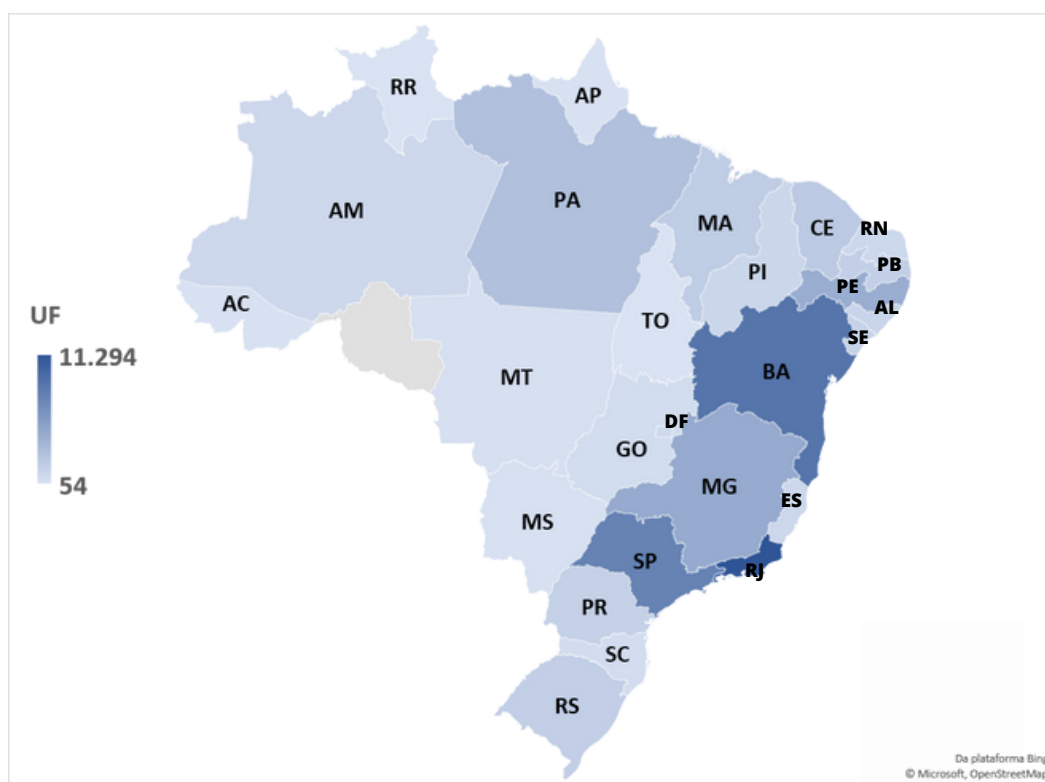 RR
AP
AM
PA
MA
CE
RN
PB
PI
PE
AC
AL
UF
TO
SE
11.294
BA
MT
DF
GO
54
MG
ES
MS
SP
RJ
PR
SC
RS
Da plataforma Bing
© Microsoft, OpenStreetMap